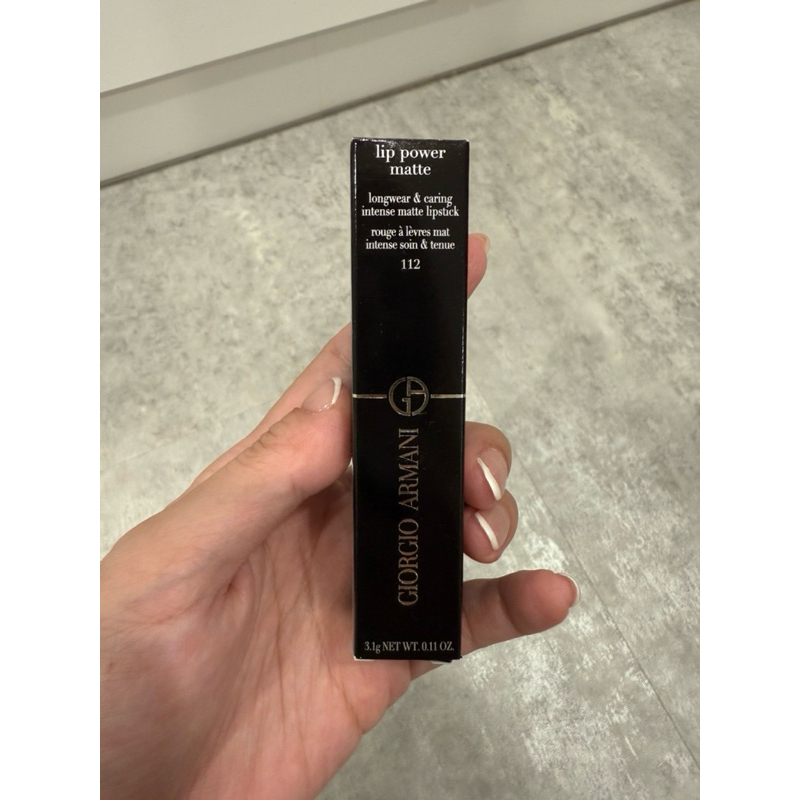 lip power
matte
longwear & caring
intense matte lipstick
rouge à lèvres mat
intense soin & tenue
112
GIORGIO ARMANI
3.1g NET WT. 0.11 OZ.